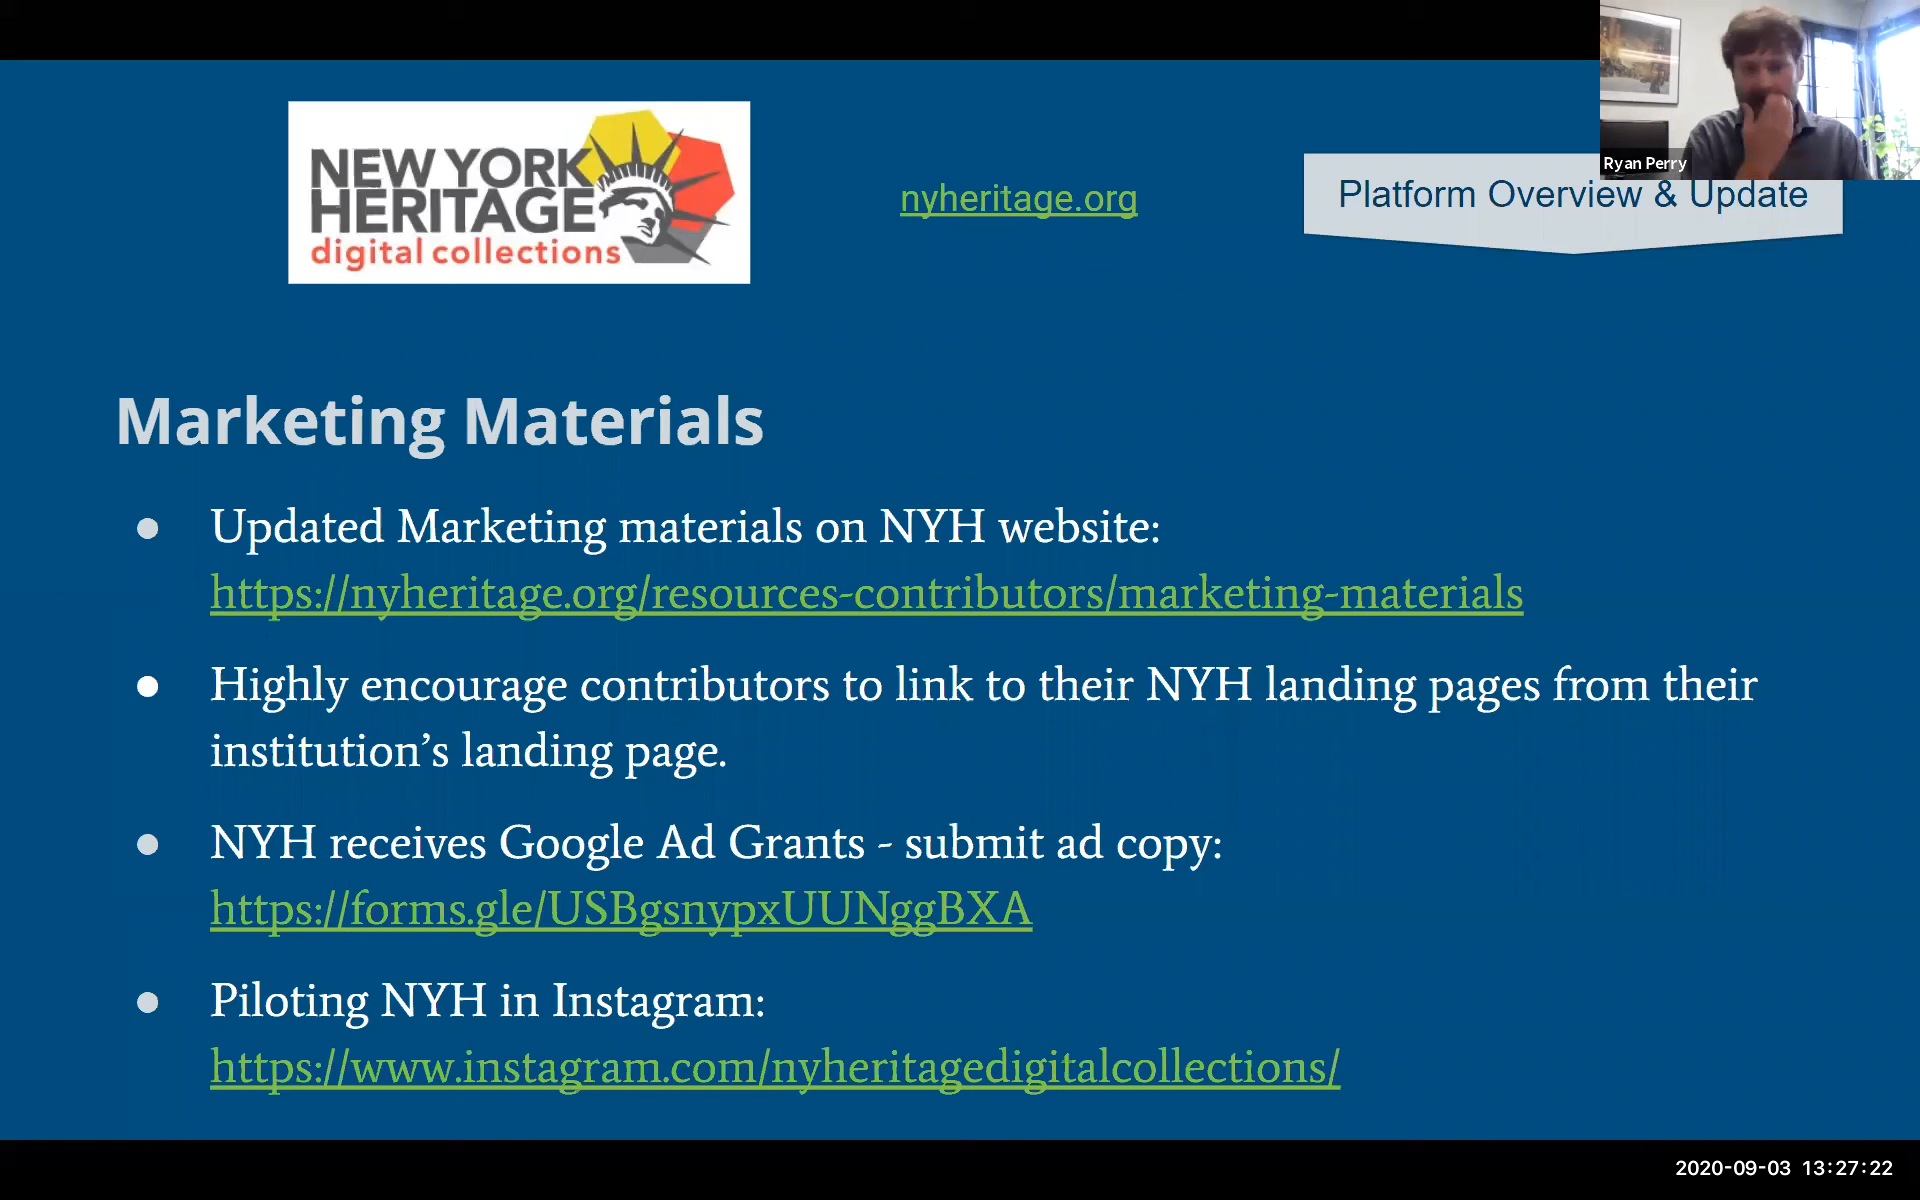 NEW YORK
HERITAGE
digital collections
nyheritage.org
Ryan Perry
Platform Overview & Update
Marketing Materials
● Updated Marketing materials on NYH website:
https://nyheritage.org/resources-contributors/marketing-materials
● Highly encourage contributors to link to their NYH landing pages from their
institution’s landing page.
● NYH receives Google Ad Grants - submit ad copy:
https://forms.gle/USBgsnypxUUNggBXA
● Piloting NYH in Instagram:
https://www.instagram.com/nyheritagedigitalcollections/
2020-09-03 13:27:22